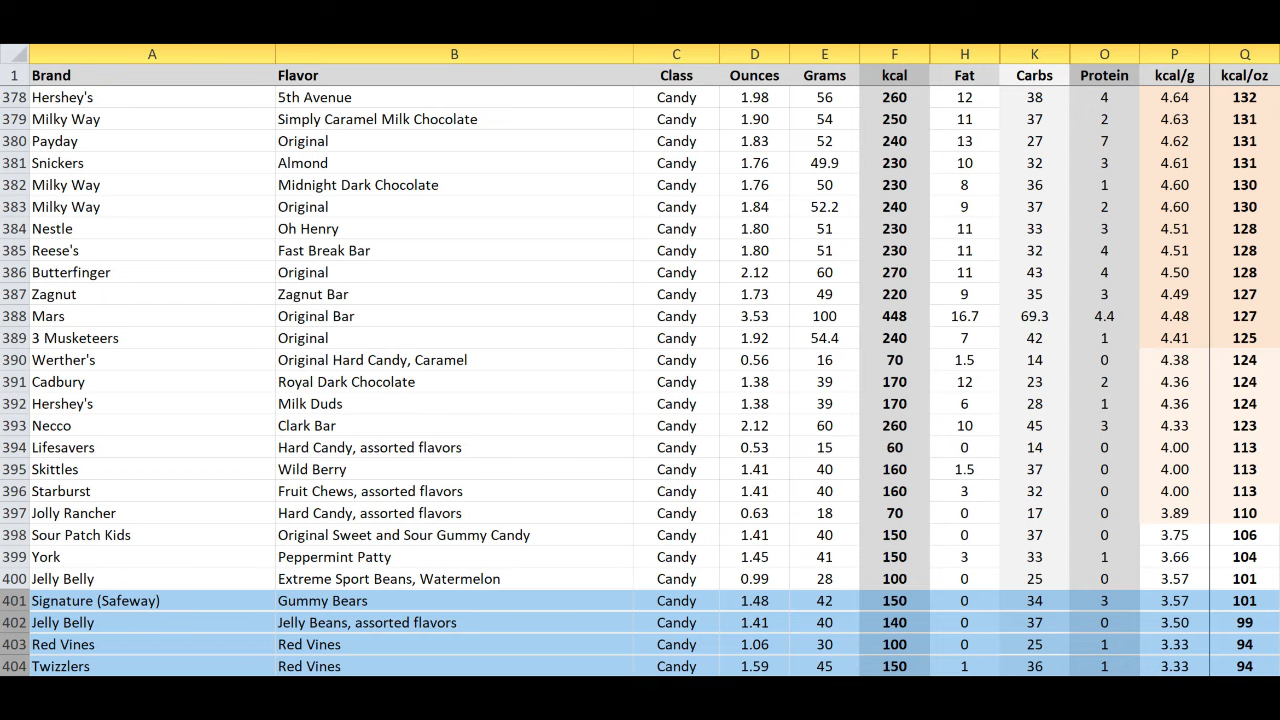 A B C D E F H K O P Q
1 Brand Flavor Class Ounces Grams kcal Fat Carbs Protein kcal/g kcal/oz
378 Hershey's 5th Avenue Candy 1.98 56 260 12 38 4 4.64 132
379 Milky Way Simply Caramel Milk Chocolate Candy 1.90 54 250 11 37 2 4.63 131
380 Payday Original Candy 1.83 52 240 13 27 7 4.62 131
381 Snickers Almond Candy 1.76 49.9 230 10 32 3 4.61 131
382 Milky Way Midnight Dark Chocolate Candy 1.76 50 230 8 36 1 4.60 130
383 Milky Way Original Candy 1.84 52.2 240 9 37 2 4.60 130
384 Nestle Oh Henry Candy 1.80 51 230 11 33 3 4.51 128
385 Reese's Fast Break Bar Candy 1.80 51 230 11 32 4 4.51 128
386 Butterfinger Original Candy 2.12 60 270 11 43 4 4.50 128
387 Zagnut Zagnut Bar Candy 1.73 49 220 9 35 3 4.49 127
388 Mars Original Bar Candy 3.53 100 448 16.7 69.3 4.4 4.48 127
389 3 Musketeers Original Candy 1.92 54.4 240 7 42 1 4.41 125
390 Werther's Original Hard Candy, Caramel Candy 0.56 16 70 1.5 14 0 4.38 124
391 Cadbury Royal Dark Chocolate Candy 1.38 39 170 12 23 2 4.36 124
392 Hershey's Milk Duds Candy 1.38 39 170 6 28 1 4.36 124
393 Necco Clark Bar Candy 2.12 60 260 10 45 3 4.33 123
394 Lifesavers Hard Candy, assorted flavors Candy 0.53 15 60 0 14 0 4.00 113
395 Skittles Wild Berry Candy 1.41 40 160 1.5 37 0 4.00 113
396 Starburst Fruit Chews, assorted flavors Candy 1.41 40 160 3 32 0 4.00 113
397 Jolly Rancher Hard Candy, assorted flavors Candy 0.63 18 70 0 17 0 3.89 110
398 Sour Patch Kids Original Sweet and Sour Gummy Candy Candy 1.41 40 150 0 37 0 3.75 106
399 York Peppermint Patty Candy 1.45 41 150 3 33 1 3.66 104
400 Jelly Belly Extreme Sport Beans, Watermelon Candy 0.99 28 100 0 25 0 3.57 101
401 Signature (Safeway) Gummy Bears Candy 1.48 42 150 0 34 3 3.57 101
402 Jelly Belly Jelly Beans, assorted flavors Candy 1.41 40 140 0 37 0 3.50 99
403 Red Vines Red Vines Candy 1.06 30 100 0 25 1 3.33 94
404 Twizzlers Red Vines Candy 1.59 45 150 1 36 1 3.33 94